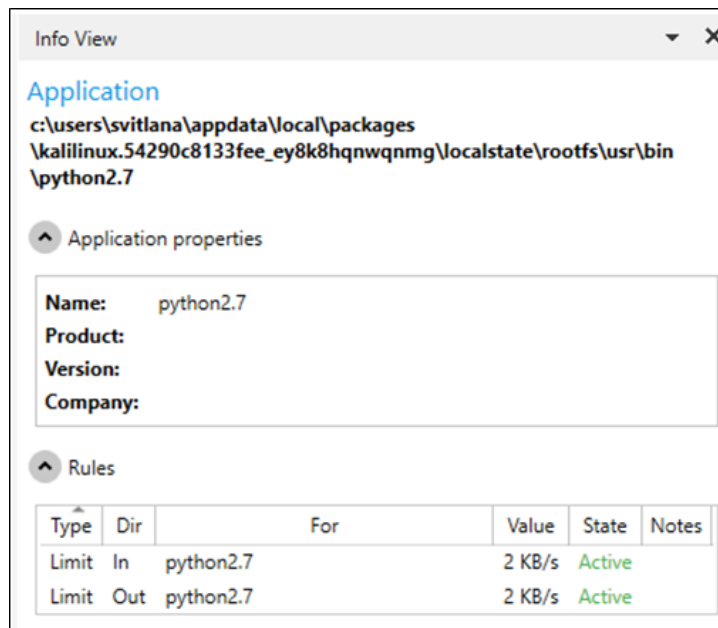 Info View
Application
c:\users\svitlana\appdata\local\packages
\kalilinux.54290c8133fee_ey8k8hqnwqnmg\localstate\rootfs\usr\bin
\python2.7
Application properties
Name: python2.7
Product:
Version:
Company:
Rules
Type Dir For Value State Notes
Limit In python2.7 2 KB/s Active
Limit Out python2.7 2 KB/s Active